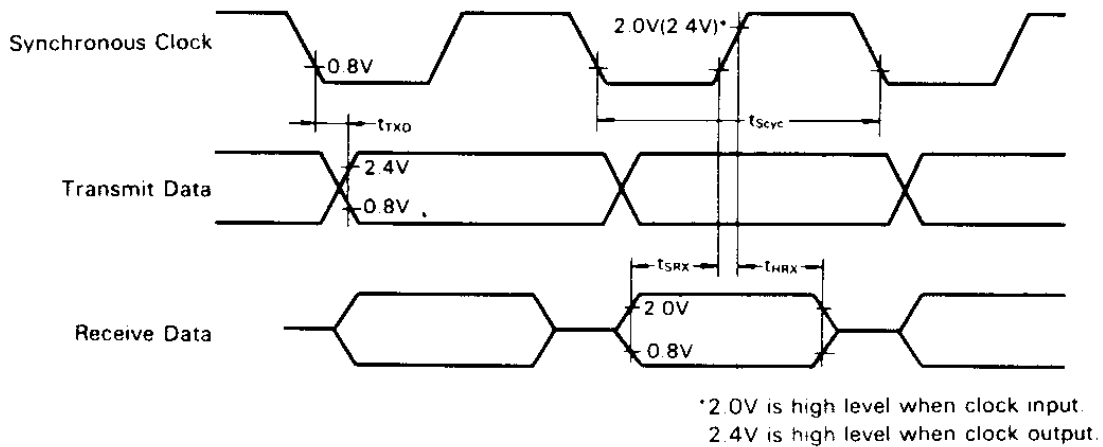 2.0V(2.4V)*
Synchronous Clock
0.8V
tTXD
tScyc
2.4V
Transmit Data
0.8V
tSRX
tHRX
2.0V
Receive Data
0.8V
*2.0V is high level when clock input.
2.4V is high level when clock output.